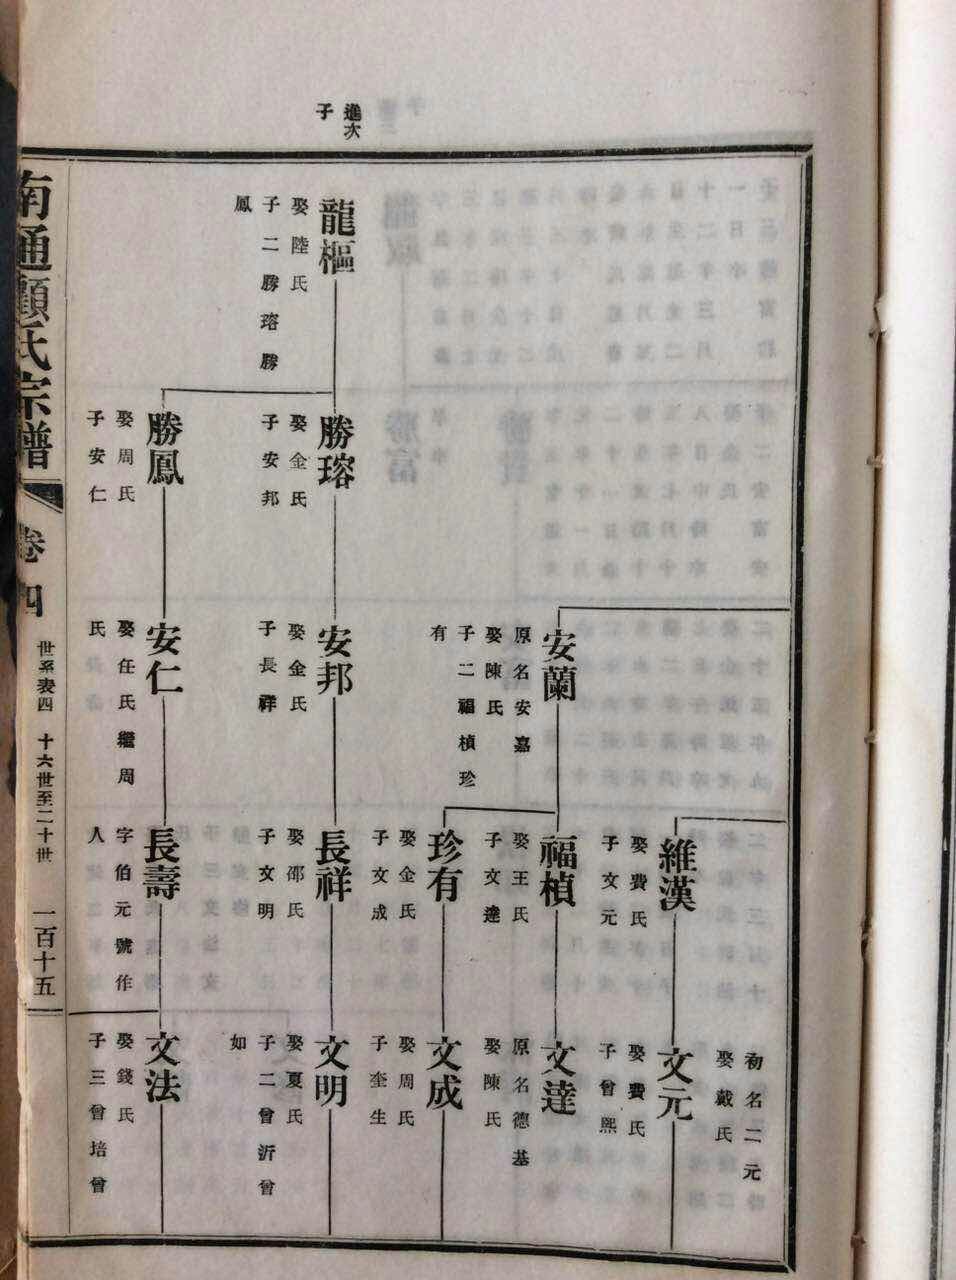 進次
子
龍樞
娶陸氏
子二勝瑢勝
鳳
勝瑢
娶金氏
子安邦
勝鳳
娶周氏
子安仁
安蘭
原名安嘉
娶陳氏
子二福楨珍
有
安邦
娶金氏
子長祥
安仁
娶任氏繼周
氏
維漢
娶費氏
子文元
福楨
娶王氏
子文達
珍有
娶金氏
子文成
長祥
娶邵氏
子文明
長壽
字伯元號作
人
初名二元
娶戴氏
文元
娶費氏
子曾熙
文達
原名德基
娶陳氏
文成
娶周氏
子奎生
文明
娶夏氏
子二曾沂曾
如
文法
娶錢氏
子三曾培曾
南通顧氏宗譜
卷四
世系表四 十六世至二十世
一百十五